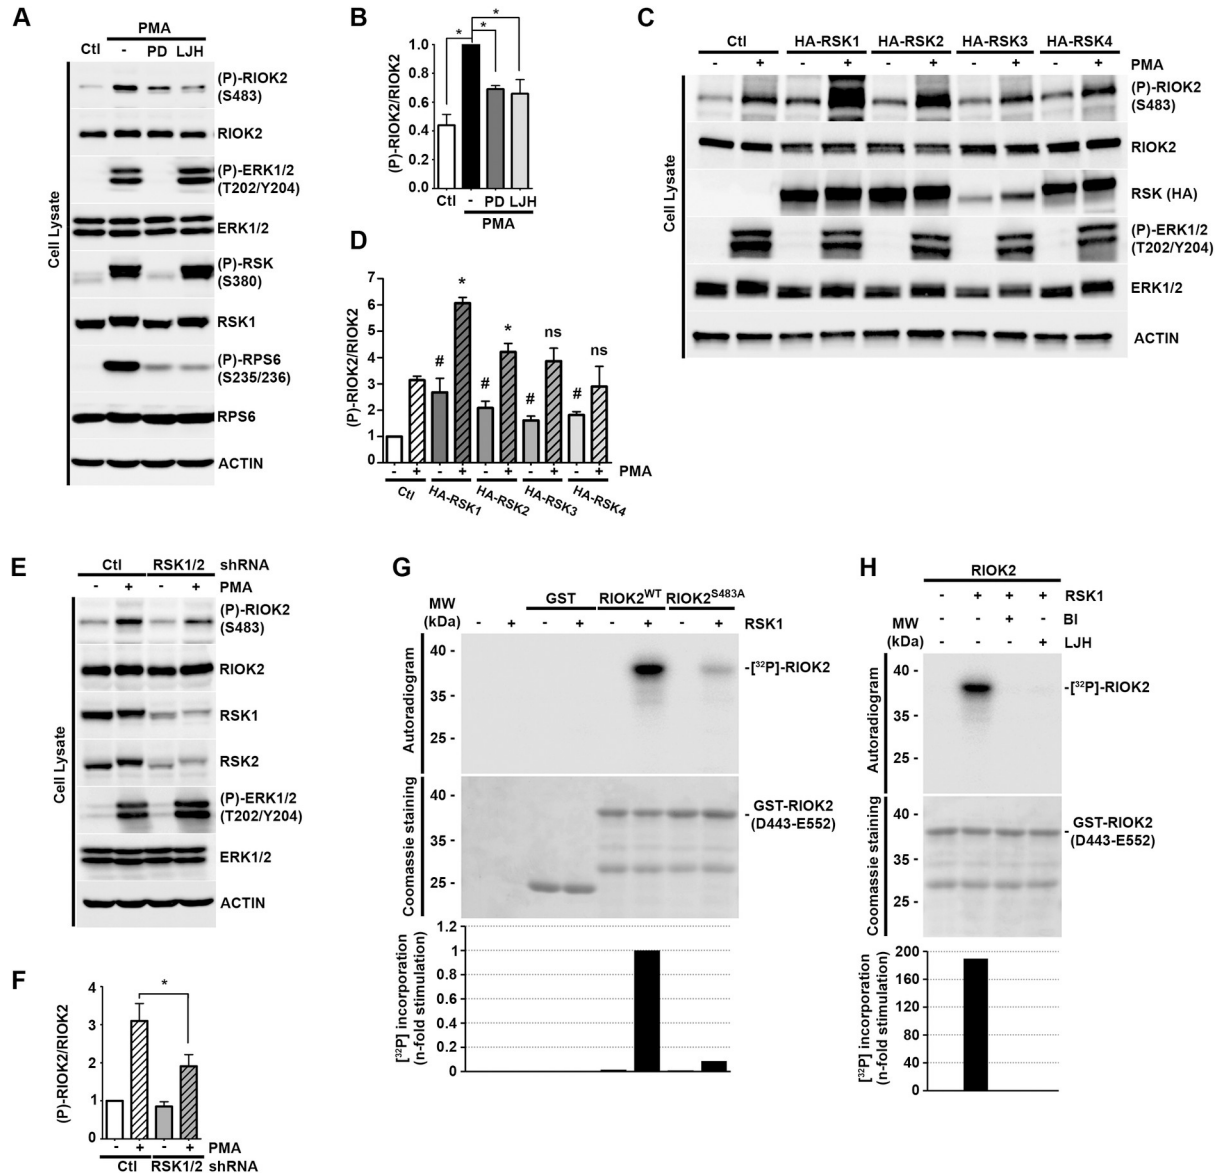 A
PMA
Ctl - PD LJH
Cell Lysate
(P)-RIOK2
(S483)
RIOK2
(P)-ERK1/2
(T202/Y204)
ERK1/2
(P)-RSK
(S380)
RSK1
(P)-RPS6
(S235/236)
RPS6
ACTIN
B
(P)-RIOK2/RIOK2
* * *
1.0
0.8
0.6
0.4
0.2
0.0
Ctl - PD LJH
PMA
C
Ctl HA-RSK1 HA-RSK2 HA-RSK3 HA-RSK4
- + - + - + - + - + PMA
Cell Lysate
(P)-RIOK2
(S483)
RIOK2
RSK (HA)
(P)-ERK1/2
(T202/Y204)
ERK1/2
ACTIN
D
(P)-RIOK2/RIOK2
7
6
5
4
3
2
1
0
# * # * # ns # ns
- + - + - + - + - + PMA
Ctl HA-RSK1 HA-RSK2 HA-RSK3 HA-RSK4
E
Ctl RSK1/2 shRNA
- + - + PMA
Cell Lysate
(P)-RIOK2
(S483)
RIOK2
RSK1
RSK2
(P)-ERK1/2
(T202/Y204)
ERK1/2
ACTIN
F
(P)-RIOK2/RIOK2
4
3
2
1
0
*
- + - + PMA
Ctl RSK1/2 shRNA
G
MW
(kDa)
GST RIOK2WT RIOK2S483A
- + - + - + - + RSK1
Autoradiogram
40 -
35 -
25 -
-[32P]-RIOK2
Coomassie staining
40 -
35 -
25 -
- GST-RIOK2
(D443-E552)
[32P] incorporation
(n-fold stimulation)
1.2
1
0.8
0.6
0.4
0.2
0
H
RIOK2
- + + + RSK1
- - + - BI
- - - + LJH
MW
(kDa)
Autoradiogram
40 -
35 -
25 -
-[32P]-RIOK2
Coomassie staining
40 -
35 -
25 -
- GST-RIOK2
(D443-E552)
[32P] incorporation
(n-fold stimulation)
200
160
120
80
40
0